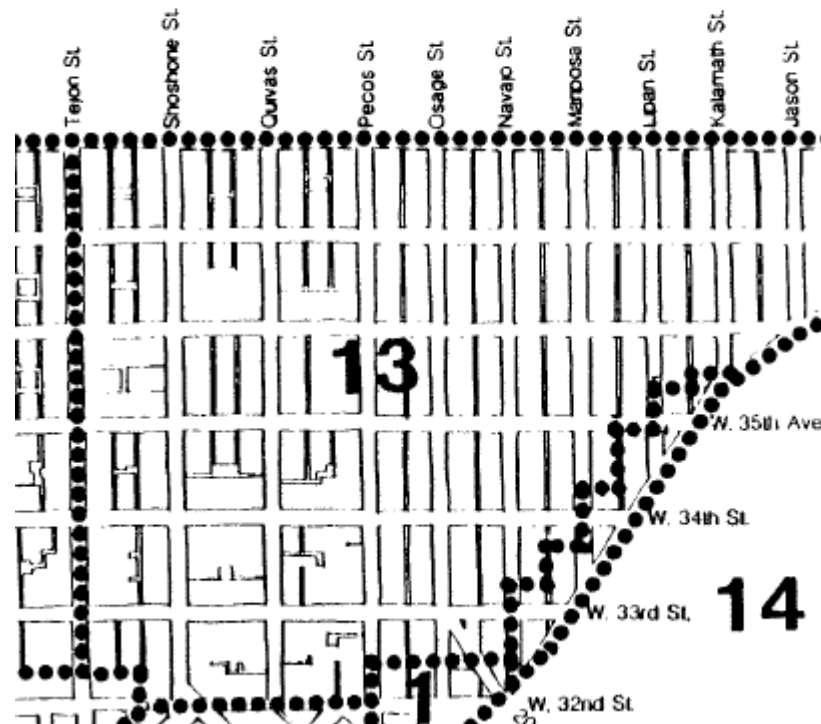 Tejon St.
Shoshone St.
Quivas St.
Pecos St.
Osage St.
Navajo St.
Mariposa St.
Lipan St.
Kalamath St.
Jason St.
13
W. 35th Ave
W. 34th St.
14
W. 33rd St,
1
W, 32nd St.